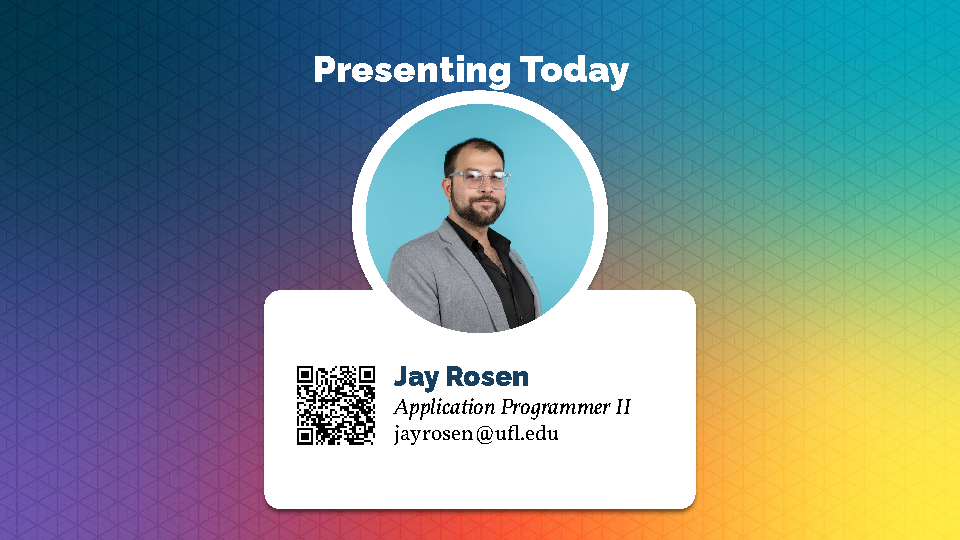 Presenting Today
Jay Rosen
Application Programmer II
jayrosen@ufl.edu